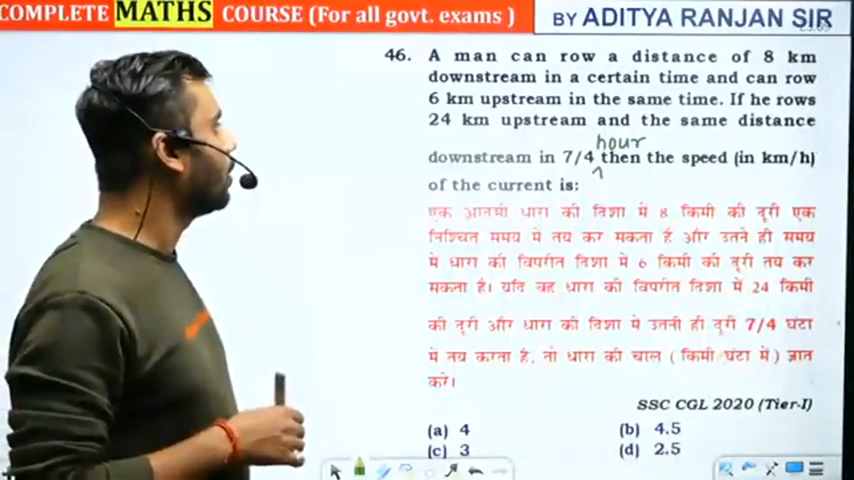 COMPLETE MATHS COURSE (For all govt. exams )
BY ADITYA RANJAN SIR
46. A man can row a distance of 8 km
downstream in a certain time and can row
6 km upstream in the same time. If he rows
24 km upstream and the same distance
hour
downstream in 7/4 ^ then the speed (in km/h)
of the current is:
एक आदमी धारा की दिशा में 8 किमी की दूरी एक
निश्चित समय में तय कर सकता है और उतने ही समय
में धारा की विपरीत दिशा में 6 किमी की दूरी तय कर
सकता है। यदि वह धारा की विपरीत दिशा में 24 किमी
की दूरी और धारा की दिशा में उतनी ही दूरी 7/4 घंटा
में तय करता है, तो धारा की चाल ( किमी/घंटा में ) ज्ञात
करें।
SSC CGL 2020 (Tier-I)
(a) 4 (b) 4.5
(c) 3 (d) 2.5